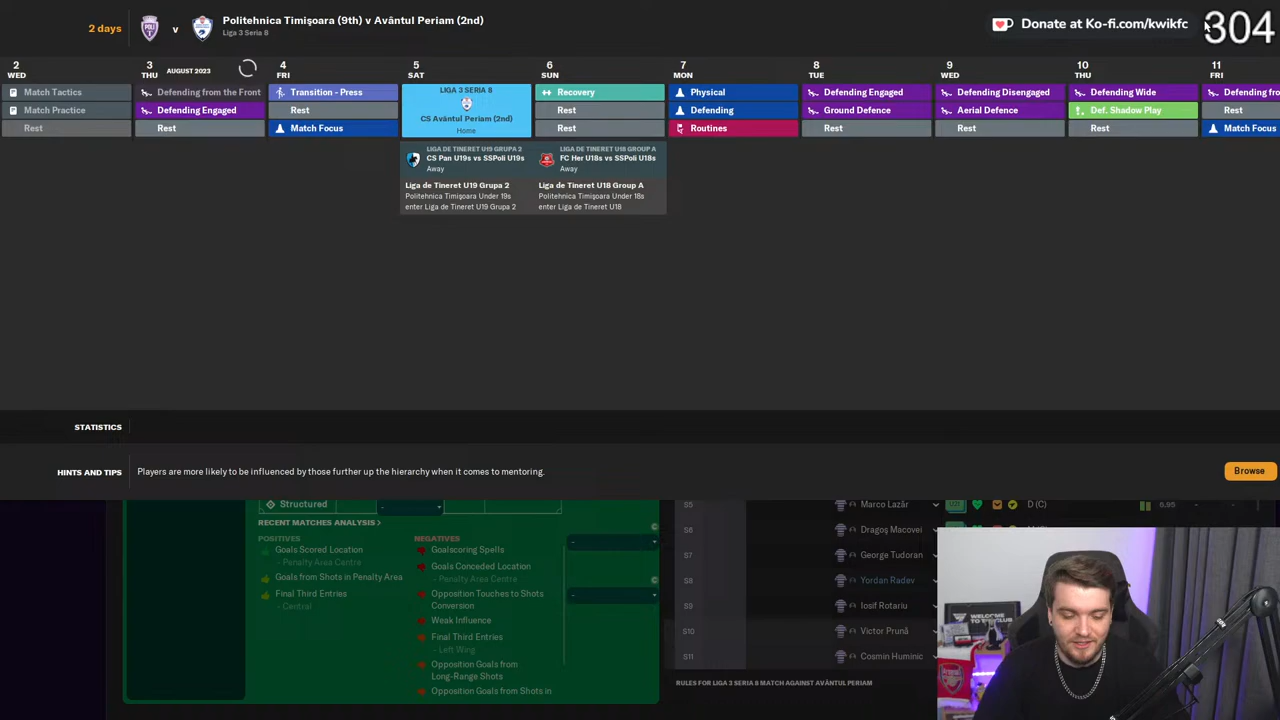 2 days
v
Politehnica Timişoara (9th) v Avântul Periam (2nd)
Liga 3 Seria 8
Donate at Ko-fi.com/kwikfc
304
2
WED
3
THU
AUGUST 2023
4
FRI
5
SAT
6
SUN
7
MON
8
TUE
9
WED
10
THU
11
FRI
Match Tactics
Match Practice
Rest
Defending from the Front
Defending Engaged
Rest
Transition - Press
Rest
Match Focus
LIGA 3 SERIA 8
CS Avântul Periam (2nd)
Home
Recovery
Rest
Rest
Physical
Defending
Routines
Defending Engaged
Ground Defence
Rest
Defending Disengaged
Aerial Defence
Rest
Defending Wide
Def. Shadow Play
Rest
Defending fro
Rest
Match Focus
LIGA DE TINERET U19 GRUPA 2
CS Pan U19s vs SSPoli U19s
Away
Liga de Tineret U19 Grupa 2
Politehnica Timişoara Under 19s
enter Liga de Tineret U19 Grupa 2
LIGA DE TINERET U18 GROUP A
FC Her U18s vs SSPoli U18s
Away
Liga de Tineret U18 Group A
Politehnica Timişoara Under 18s
enter Liga de Tineret U18
STATISTICS
HINTS AND TIPS
Players are more likely to be influenced by those further up the hierarchy when it comes to mentoring.
Browse
Structured
-
RECENT MATCHES ANALYSIS >
POSITIVES
Goals Scored Location
- Penalty Area Centre
Goals from Shots in Penalty Area
Final Third Entries
- Central
NEGATIVES
Goalscoring Spells
Goals Conceded Location
- Penalty Area Centre
Opposition Touches to Shots
Conversion
Weak Influence
Final Third Entries
- Left Wing
Opposition Goals from
Long-Range Shots
Opposition Goals from Shots in
-
-
S5 Marco Lazăr D (C) 6.95 - -
S6 Dragoş Macovei
S7 George Tudoran
S8 Yordan Radev
S9 Iosif Rotariu
S10 Victor Prună
S11 Cosmin Huminic
RULES FOR LIGA 3 SERIA 8 MATCH AGAINST AVÂNTUL PERIAM
WELCOME